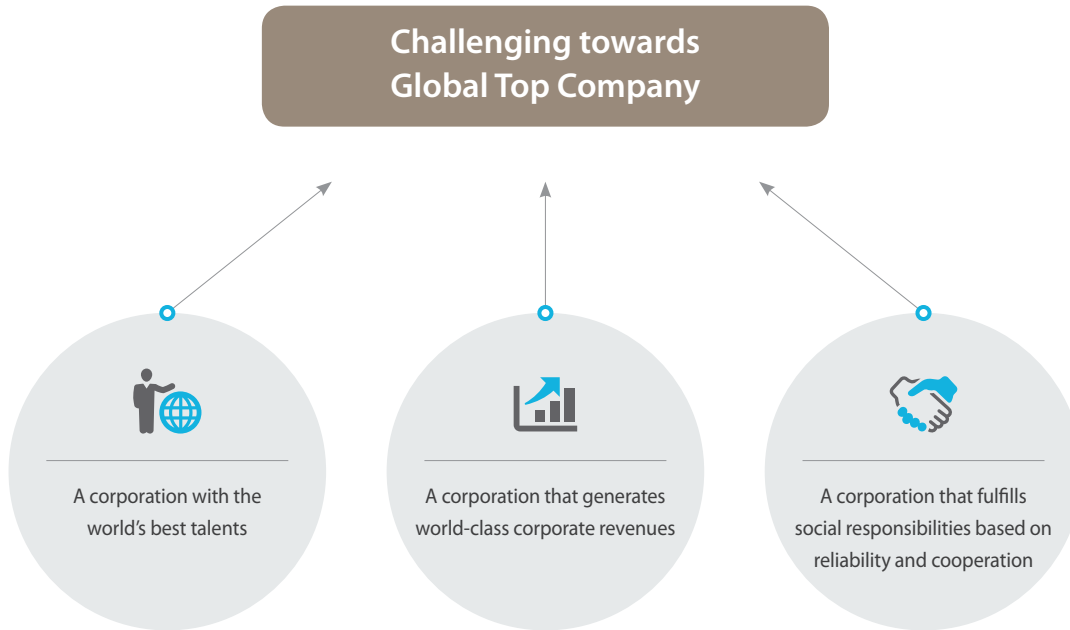 Challenging towards
Global Top Company
A corporation with the
world’s best talents
A corporation that generates
world-class corporate revenues
A corporation that fulfills
social responsibilities based on
reliability and cooperation